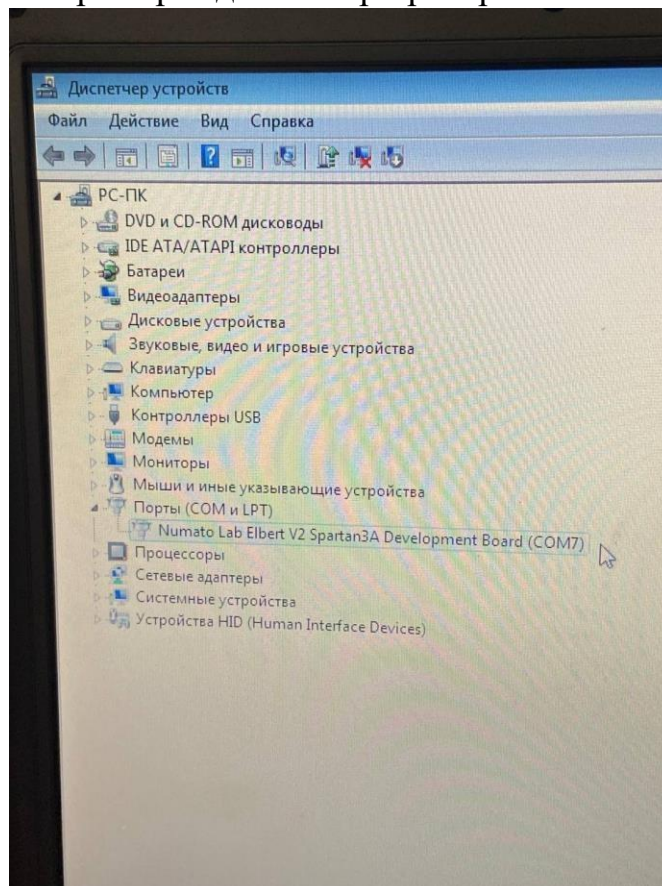 Диспетчер устройств
Файл Действие Вид Справка
РС-ПК
DVD и CD-ROM дисководы
IDE ATA/ATAPI контроллеры
Батареи
Видеоадаптеры
Дисковые устройства
Звуковые, видео и игровые устройства
Клавиатуры
Компьютер
Контроллеры USB
Модемы
Мониторы
Мыши и иные указывающие устройства
Порты (COM и LPT)
Numato Lab Elbert V2 Spartan3A Development Board (COM7)
Процессоры
Сетевые адаптеры
Системные устройства
Устройства HID (Human Interface Devices)